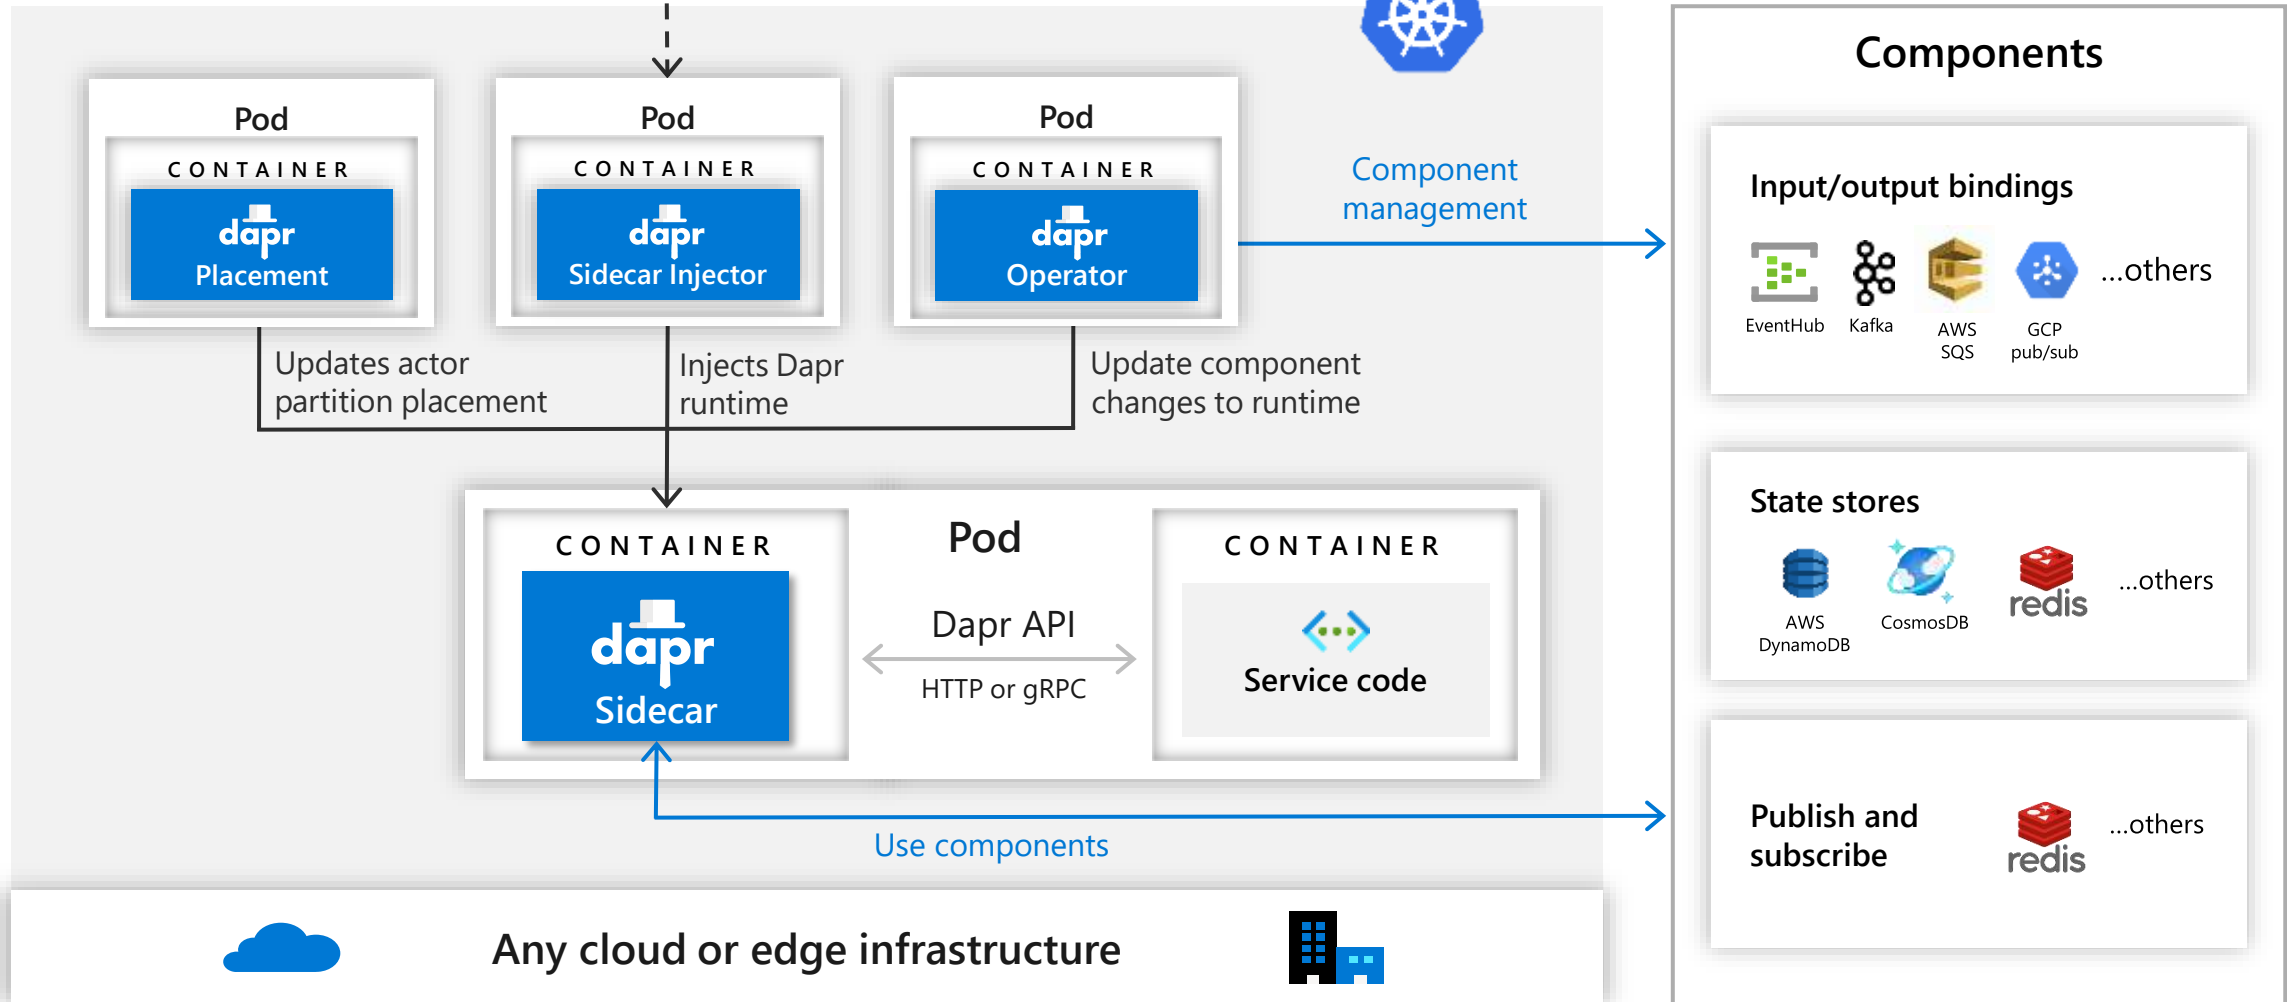 Pod
CONTAINER
dapr
Placement
Pod
CONTAINER
dapr
Sidecar Injector
Pod
CONTAINER
dapr
Operator
Component
management
Updates actor
partition placement
Injects Dapr
runtime
Update component
changes to runtime
CONTAINER
dapr
Sidecar
Pod
Dapr API
HTTP or gRPC
CONTAINER
Service code
Use components
Any cloud or edge infrastructure
Components
Input/output bindings
EventHub
Kafka
AWS
SQS
GCP
pub/sub
...others
State stores
AWS
DynamoDB
CosmosDB
redis
...others
Publish and
subscribe
redis
...others